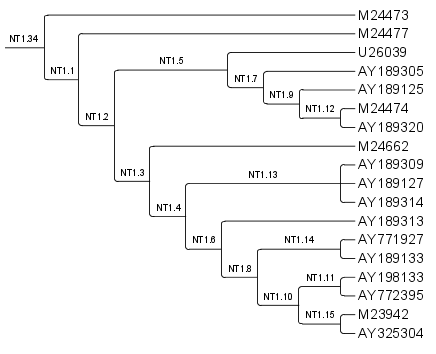 M24473
NT1.34
M24477
NT1.1
U26039
NT1.5
AY189305
NT1.7
AY189125
NT1.9
M24474
NT1.12
NT1.2
AY189320
M24662
AY189309
NT1.3
NT1.13
AY189127
AY189314
NT1.4
AY189313
AY771927
NT1.14
NT1.6
AY189133
NT1.8
NT1.11
AY198133
AY772395
NT1.10
M23942
NT1.15
AY325304